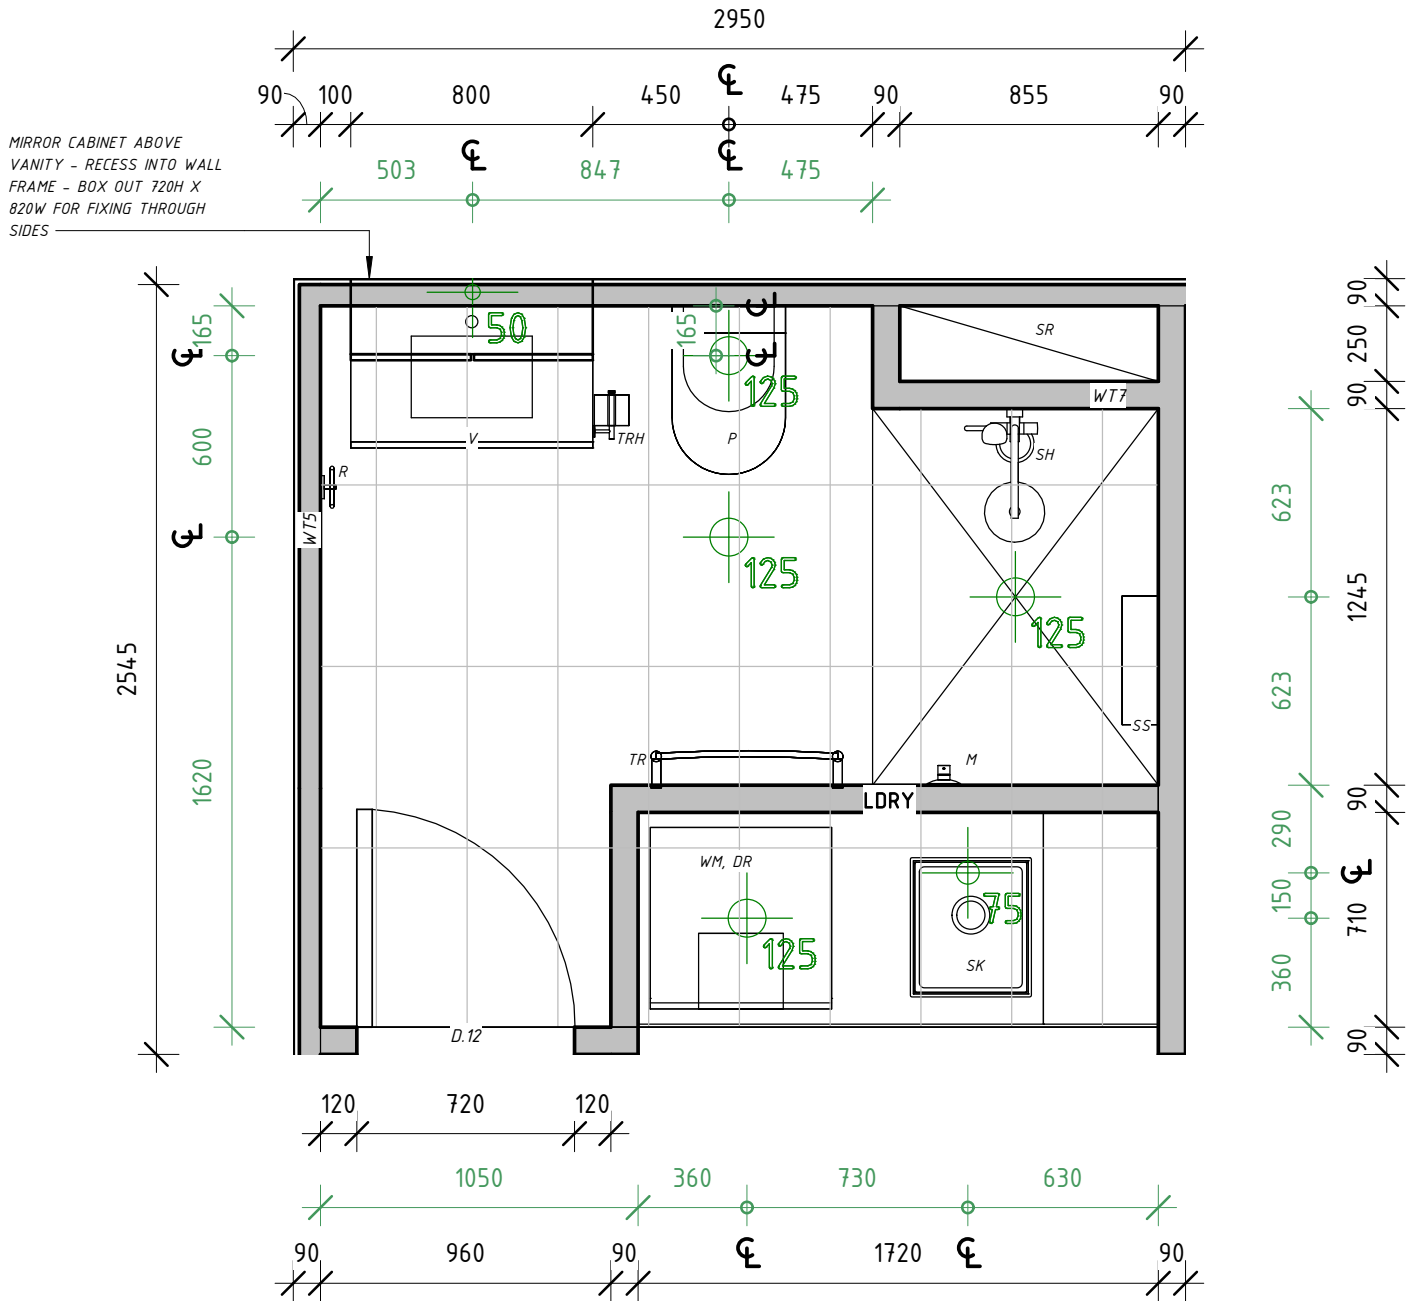 2950
90 100 800 450 ℄ 475 90 855 90
MIRROR CABINET ABOVE
VANITY - RECESS INTO WALL
FRAME - BOX OUT 720H X
820W FOR FIXING THROUGH
SIDES
503 ℄ 847 ℄ 475
165
℄
600
℄
1620
2545
50
165
℄
℄
125
SR
WT7
V
TRH
P
SH
R
WT5
125
125
SS
TR
M
LDRY
WM, DR
125
75
SK
D.12
90
250
90
623
1245
623
90
290
℄
150
710
360
90
120 720 120
1050 360 730 630
90 960 90 ℄ 1720 ℄ 90